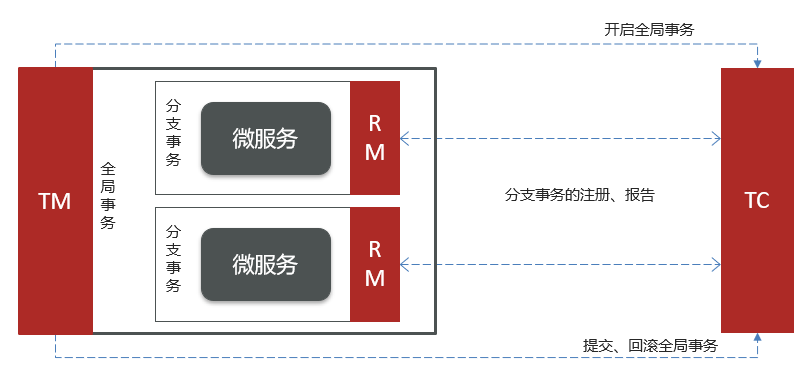 开启全局事务
TM
全局事务
分支事务
微服务
RM
分支事务的注册、报告
TC
分支事务
微服务
RM
提交、回滚全局事务